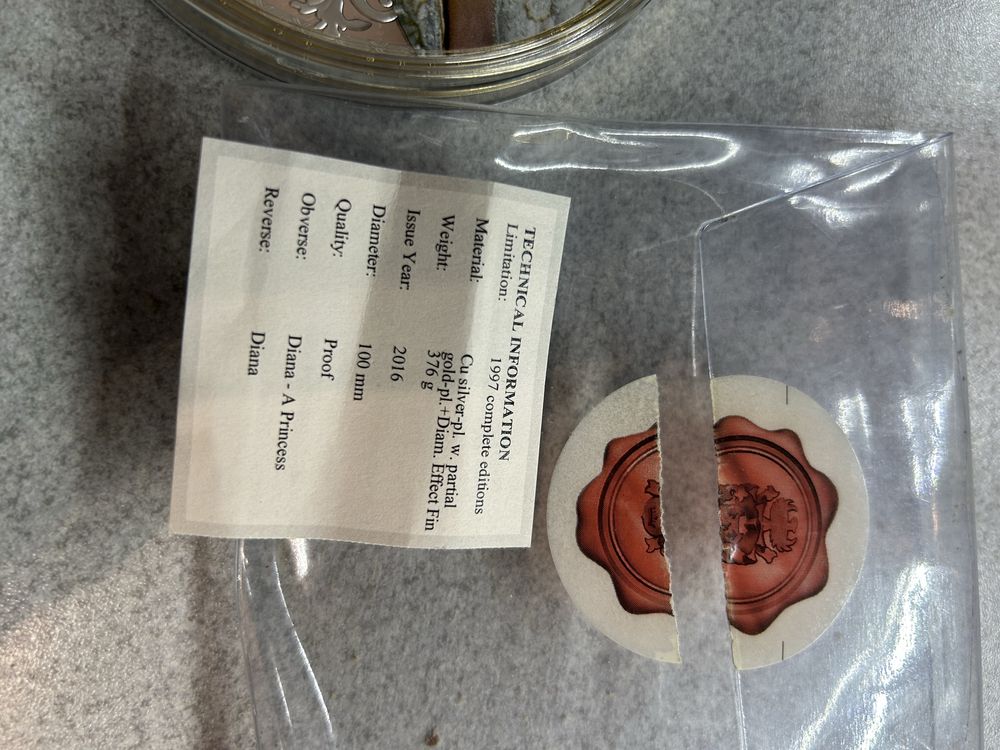 TECHNICAL INFORMATION
Limitation: 1997 complete editions
Material: Cu silver-pl. w. partial
gold-pl.+Diam. Effect Fin
Weight: 376 g
Issue Year: 2016
Diameter: 100 mm
Quality: Proof
Obverse: Diana - A Princess
Reverse: Diana